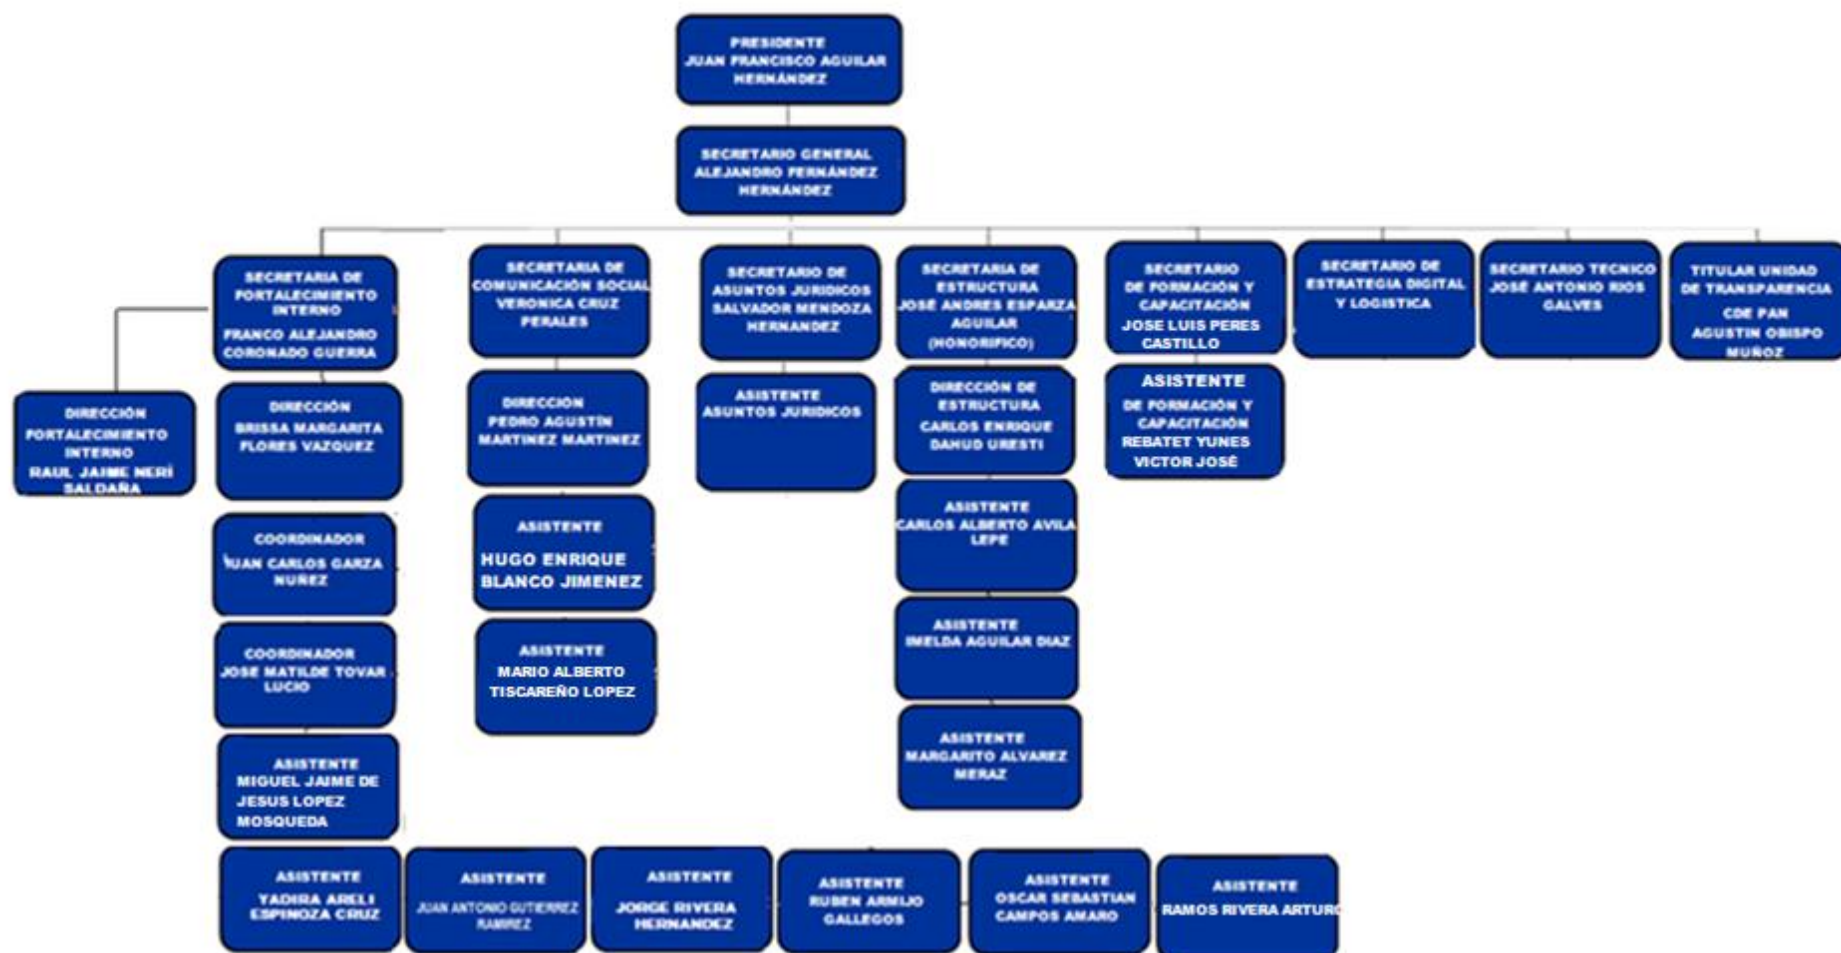 PRESIDENTE
JUAN FRANCISCO AGUILAR
HERNÁNDEZ
SECRETARIO GENERAL
ALEJANDRO FERNÁNDEZ
HERNÁNDEZ
SECRETARIA DE
FORTALECIMIENTO
INTERNO
FRANCO ALEJANDRO
CORONADO GUERRA
SECRETARIA DE
COMUNICACIÓN SOCIAL
VERONICA CRUZ
PERALES
SECRETARIO DE
ASUNTOS JURIDICOS
SALVADOR MENDOZA
HERNANDEZ
SECRETARIA DE
ESTRUCTURA
JOSÉ ANDRES ESPARZA
AGUILAR
(HONORIFICO)
SECRETARIO
DE FORMACIÓN Y
CAPACITACIÓN
JOSE LUIS PERES
CASTILLO
SECRETARIO DE
ESTRATEGIA DIGITAL
Y LOGISTICA
SECRETARIO TECNICO
JOSÉ ANTONIO RIOS
GALVES
TITULAR UNIDAD
DE TRANSPARENCIA
CDE PAN
AGUSTIN OBISPO
MUÑOZ
DIRECCIÓN
FORTALECIMIENTO
INTERNO
RAUL JAIME NERÍ
SALDAÑA
DIRECCIÓN
BRISSA MARGARITA
FLORES VAZQUEZ
DIRECCIÓN
PEDRO AGUSTÍN
MARTINEZ MARTINEZ
ASISTENTE
ASUNTOS JURIDICOS
DIRECCIÓN DE
ESTRUCTURA
CARLOS ENRIQUE
DAHUD URESTI
ASISTENTE
DE FORMACIÓN Y
CAPACITACIÓN
REBATET YUNES
VICTOR JOSÉ
COORDINADOR
JUAN CARLOS GARZA
NUÑEZ
ASISTENTE
HUGO ENRIQUE
BLANCO JIMENEZ
ASISTENTE
CARLOS ALBERTO AVILA
LEPE
COORDINADOR
JOSE MATILDE TOVAR
LUCIO
ASISTENTE
MARIO ALBERTO
TISCAREÑO LOPEZ
ASISTENTE
IMELDA AGUILAR DIAZ
ASISTENTE
MIGUEL JAIME DE
JESUS LOPEZ
MOSQUEDA
ASISTENTE
MARGARITO ALVAREZ
MERAZ
ASISTENTE
YADIRA ARELI
ESPINOZA CRUZ
ASISTENTE
JUAN ANTONIO GUTIERREZ
RAMIREZ
ASISTENTE
JORGE RIVERA
HERNANDEZ
ASISTENTE
RUBEN ARMIJO
GALLEGOS
ASISTENTE
OSCAR SEBASTIAN
CAMPOS AMARO
ASISTENTE
RAMOS RIVERA ARTURO